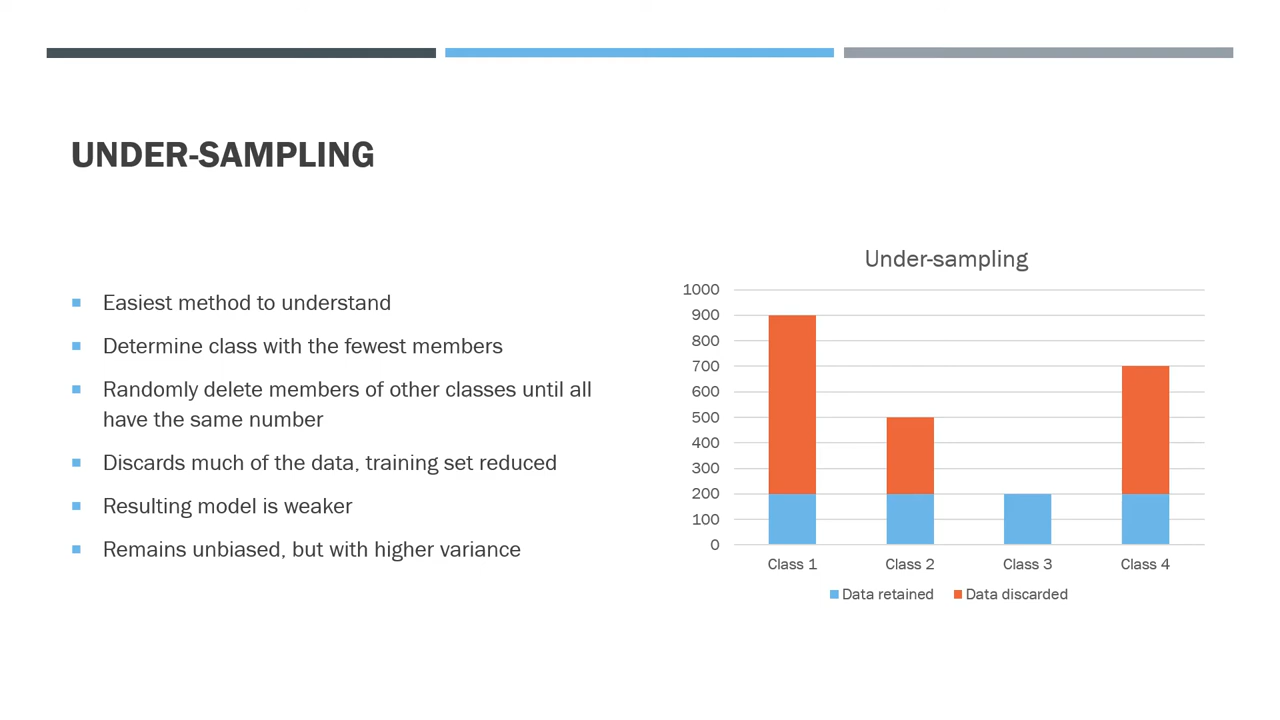 UNDER-SAMPLING
Easiest method to understand
Determine class with the fewest members
Randomly delete members of other classes until all
have the same number
Discards much of the data, training set reduced
Resulting model is weaker
Remains unbiased, but with higher variance
Under-sampling
1000
900
800
700
600
500
400
300
200
100
0
Class 1 Class 2 Class 3 Class 4
Data retained Data discarded